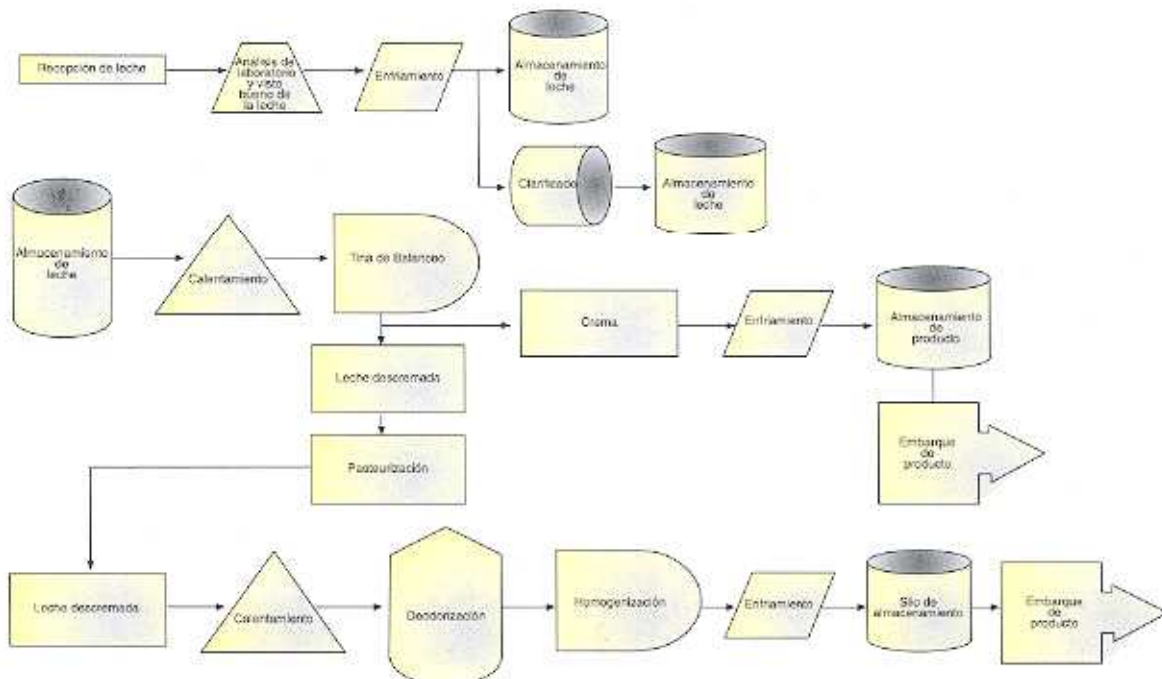 Recepción de leche
Análisis de
laboratorio
y visto
bueno de
la leche
Enfriamiento
Almacenamiento
de
leche
Clarificado
Almacenamiento
de
leche
Almacenamiento
de
leche
Calentamiento
Tina de Balanceo
Crema
Enfriamiento
Almacenamiento
de
producto
Leche descremada
Embarque
de
producto
Pasteurización
Leche descremada
Calentamiento
Deodorización
Homogenización
Enfriamiento
Silo de
almacenamiento
Embarque
de
producto